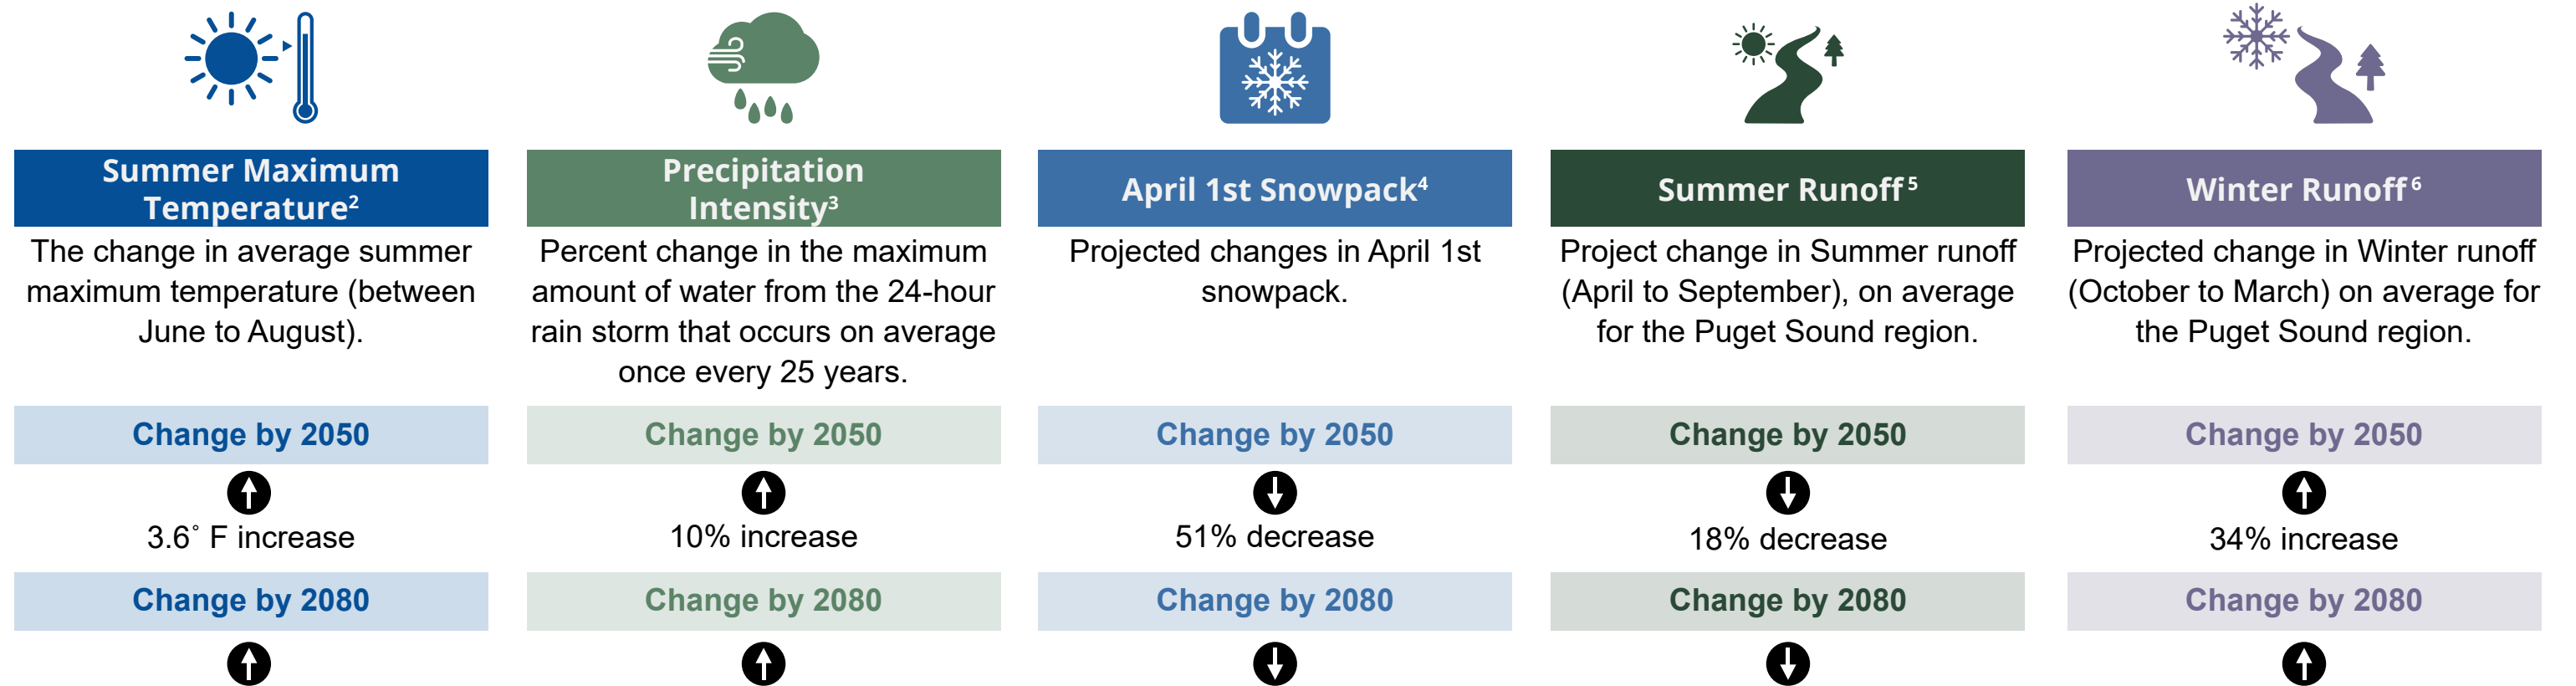 Summer Maximum
Temperature²
The change in average summer
maximum temperature (between
June to August).
Change by 2050
3.6° F increase
Change by 2080
Precipitation
Intensity³
Percent change in the maximum
amount of water from the 24-hour
rain storm that occurs on average
once every 25 years.
Change by 2050
10% increase
Change by 2080
April 1st Snowpack⁴
Projected changes in April 1st
snowpack.
Change by 2050
51% decrease
Change by 2080
Summer Runoff⁵
Project change in Summer runoff
(April to September), on average
for the Puget Sound region.
Change by 2050
18% decrease
Change by 2080
Winter Runoff⁶
Projected change in Winter runoff
(October to March) on average for
the Puget Sound region.
Change by 2050
34% increase
Change by 2080